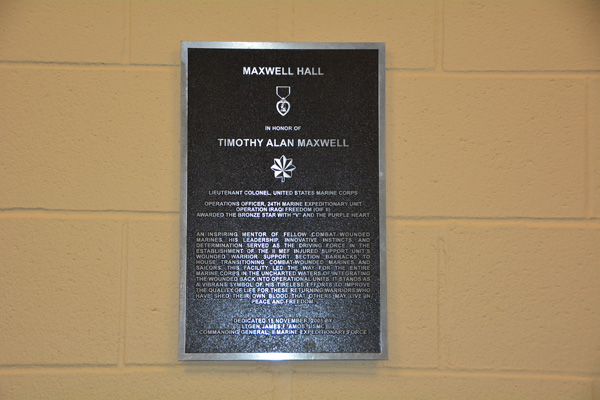 MAXWELL HALL
IN HONOR OF
TIMOTHY ALAN MAXWELL
LIEUTENANT COLONEL, UNITED STATES MARINE CORPS
OPERATIONS OFFICER, 24TH MARINE EXPEDITIONARY UNIT
OPERATION IRAQI FREEDOM (OIF II)
AWARDED THE BRONZE STAR WITH "V" AND THE PURPLE HEART
AN INSPIRING MENTOR OF FELLOW COMBAT-WOUNDED
MARINES, HIS LEADERSHIP, INNOVATIVE INSTINCTS, AND
DETERMINATION SERVED AS THE DRIVING FORCE IN THE
ESTABLISHMENT OF THE II MEF INJURED SUPPORT UNIT'S
WOUNDED WARRIOR SUPPORT SECTION BARRACKS TO
HOUSE TRANSITIONING COMBAT-WOUNDED MARINES AND
SAILORS. THIS FACILITY LED THE WAY FOR THE ENTIRE
MARINE CORPS IN THE UNCHARTED WATERS OF INTEGRATING
THE WOUNDED BACK INTO OPERATIONAL UNITS. IT STANDS AS
A VIBRANT SYMBOL OF HIS TIRELESS EFFORTS TO IMPROVE
THE QUALITY OF LIFE FOR THESE RETURNING WARRIORS WHO
HAVE SHED THEIR OWN BLOOD THAT OTHERS MAY LIVE IN
PEACE AND FREEDOM.
DEDICATED 15 NOVEMBER, 2005 BY
LTGEN JAMES F. AMOS, USMC
COMMANDING GENERAL, II MARINE EXPEDITIONARY FORCE